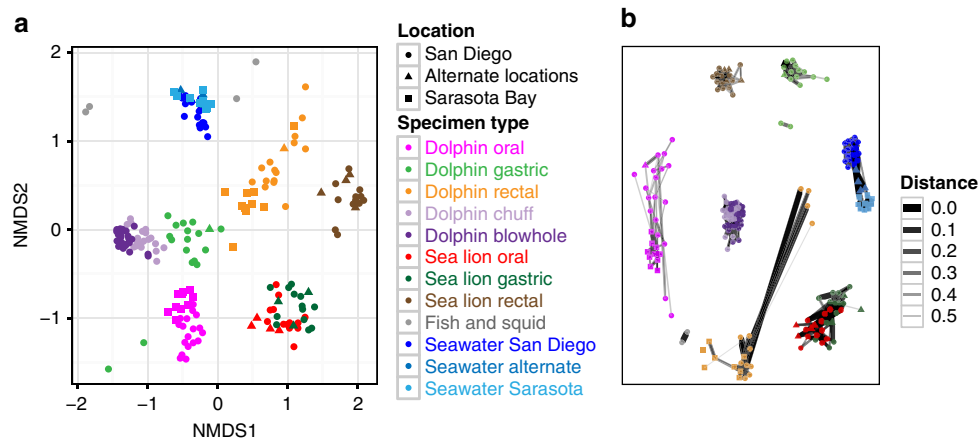 a
b
2
1
0
−1
NMDS2
−2
−1
0
1
2
NMDS1
Location
San Diego
Alternate locations
Sarasota Bay
Specimen type
Dolphin oral
Dolphin gastric
Dolphin rectal
Dolphin chuff
Dolphin blowhole
Sea lion oral
Sea lion gastric
Sea lion rectal
Fish and squid
Seawater San Diego
Seawater alternate
Seawater Sarasota
Distance
0.0
0.1
0.2
0.3
0.4
0.5